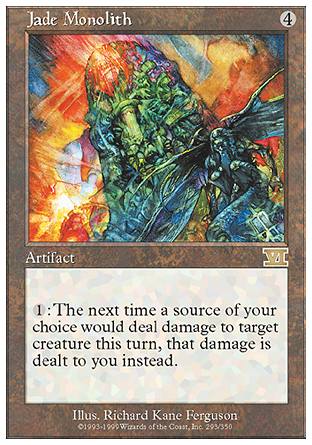 Jade Monolith 4
Artifact VI
1: The next time a source of your
choice would deal damage to target
creature this turn, that damage is
dealt to you instead.
Illus. Richard Kane Ferguson
©1993-1999 Wizards of the Coast, Inc. 293/350